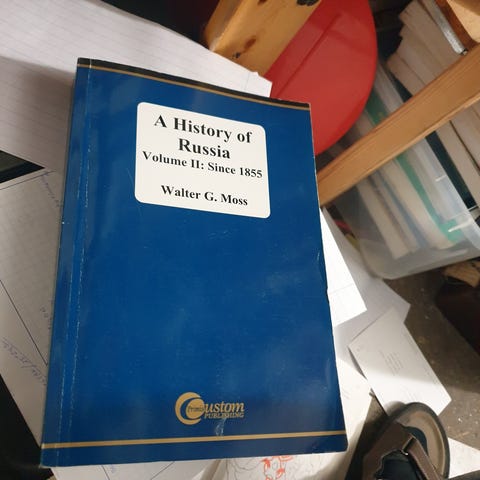 A History of
Russia
Volume II: Since 1855
Walter G. Moss
Custom
PUBLISHING